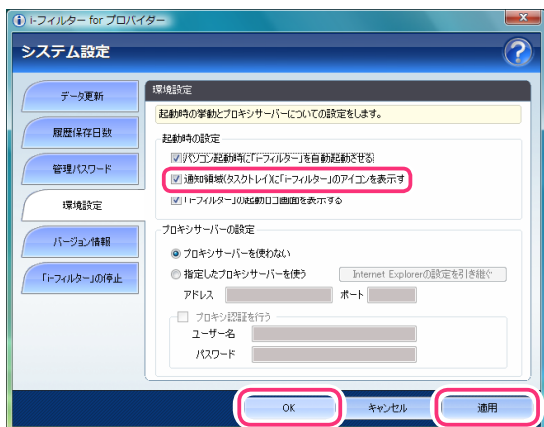 i-フィルター for プロバイダー
システム設定
データ更新
履歴保存日数
管理パスワード
環境設定
バージョン情報
「i-フィルター」の停止
環境設定
起動時の挙動とプロキシサーバーについての設定をします。
起動時の設定
パソコン起動時に「i-フィルター」を自動起動させる
通知領域(タスクトレイ)に「i-フィルター」のアイコンを表示す
「i-フィルター」の起動ロゴ画面を表示する
プロキシサーバーの設定
プロキシサーバーを使わない
指定したプロキシサーバーを使う
Internet Explorerの設定を引き継ぐ
アドレス
ポート
プロキシ認証を行う
ユーザー名
パスワード
OK
キャンセル
適用